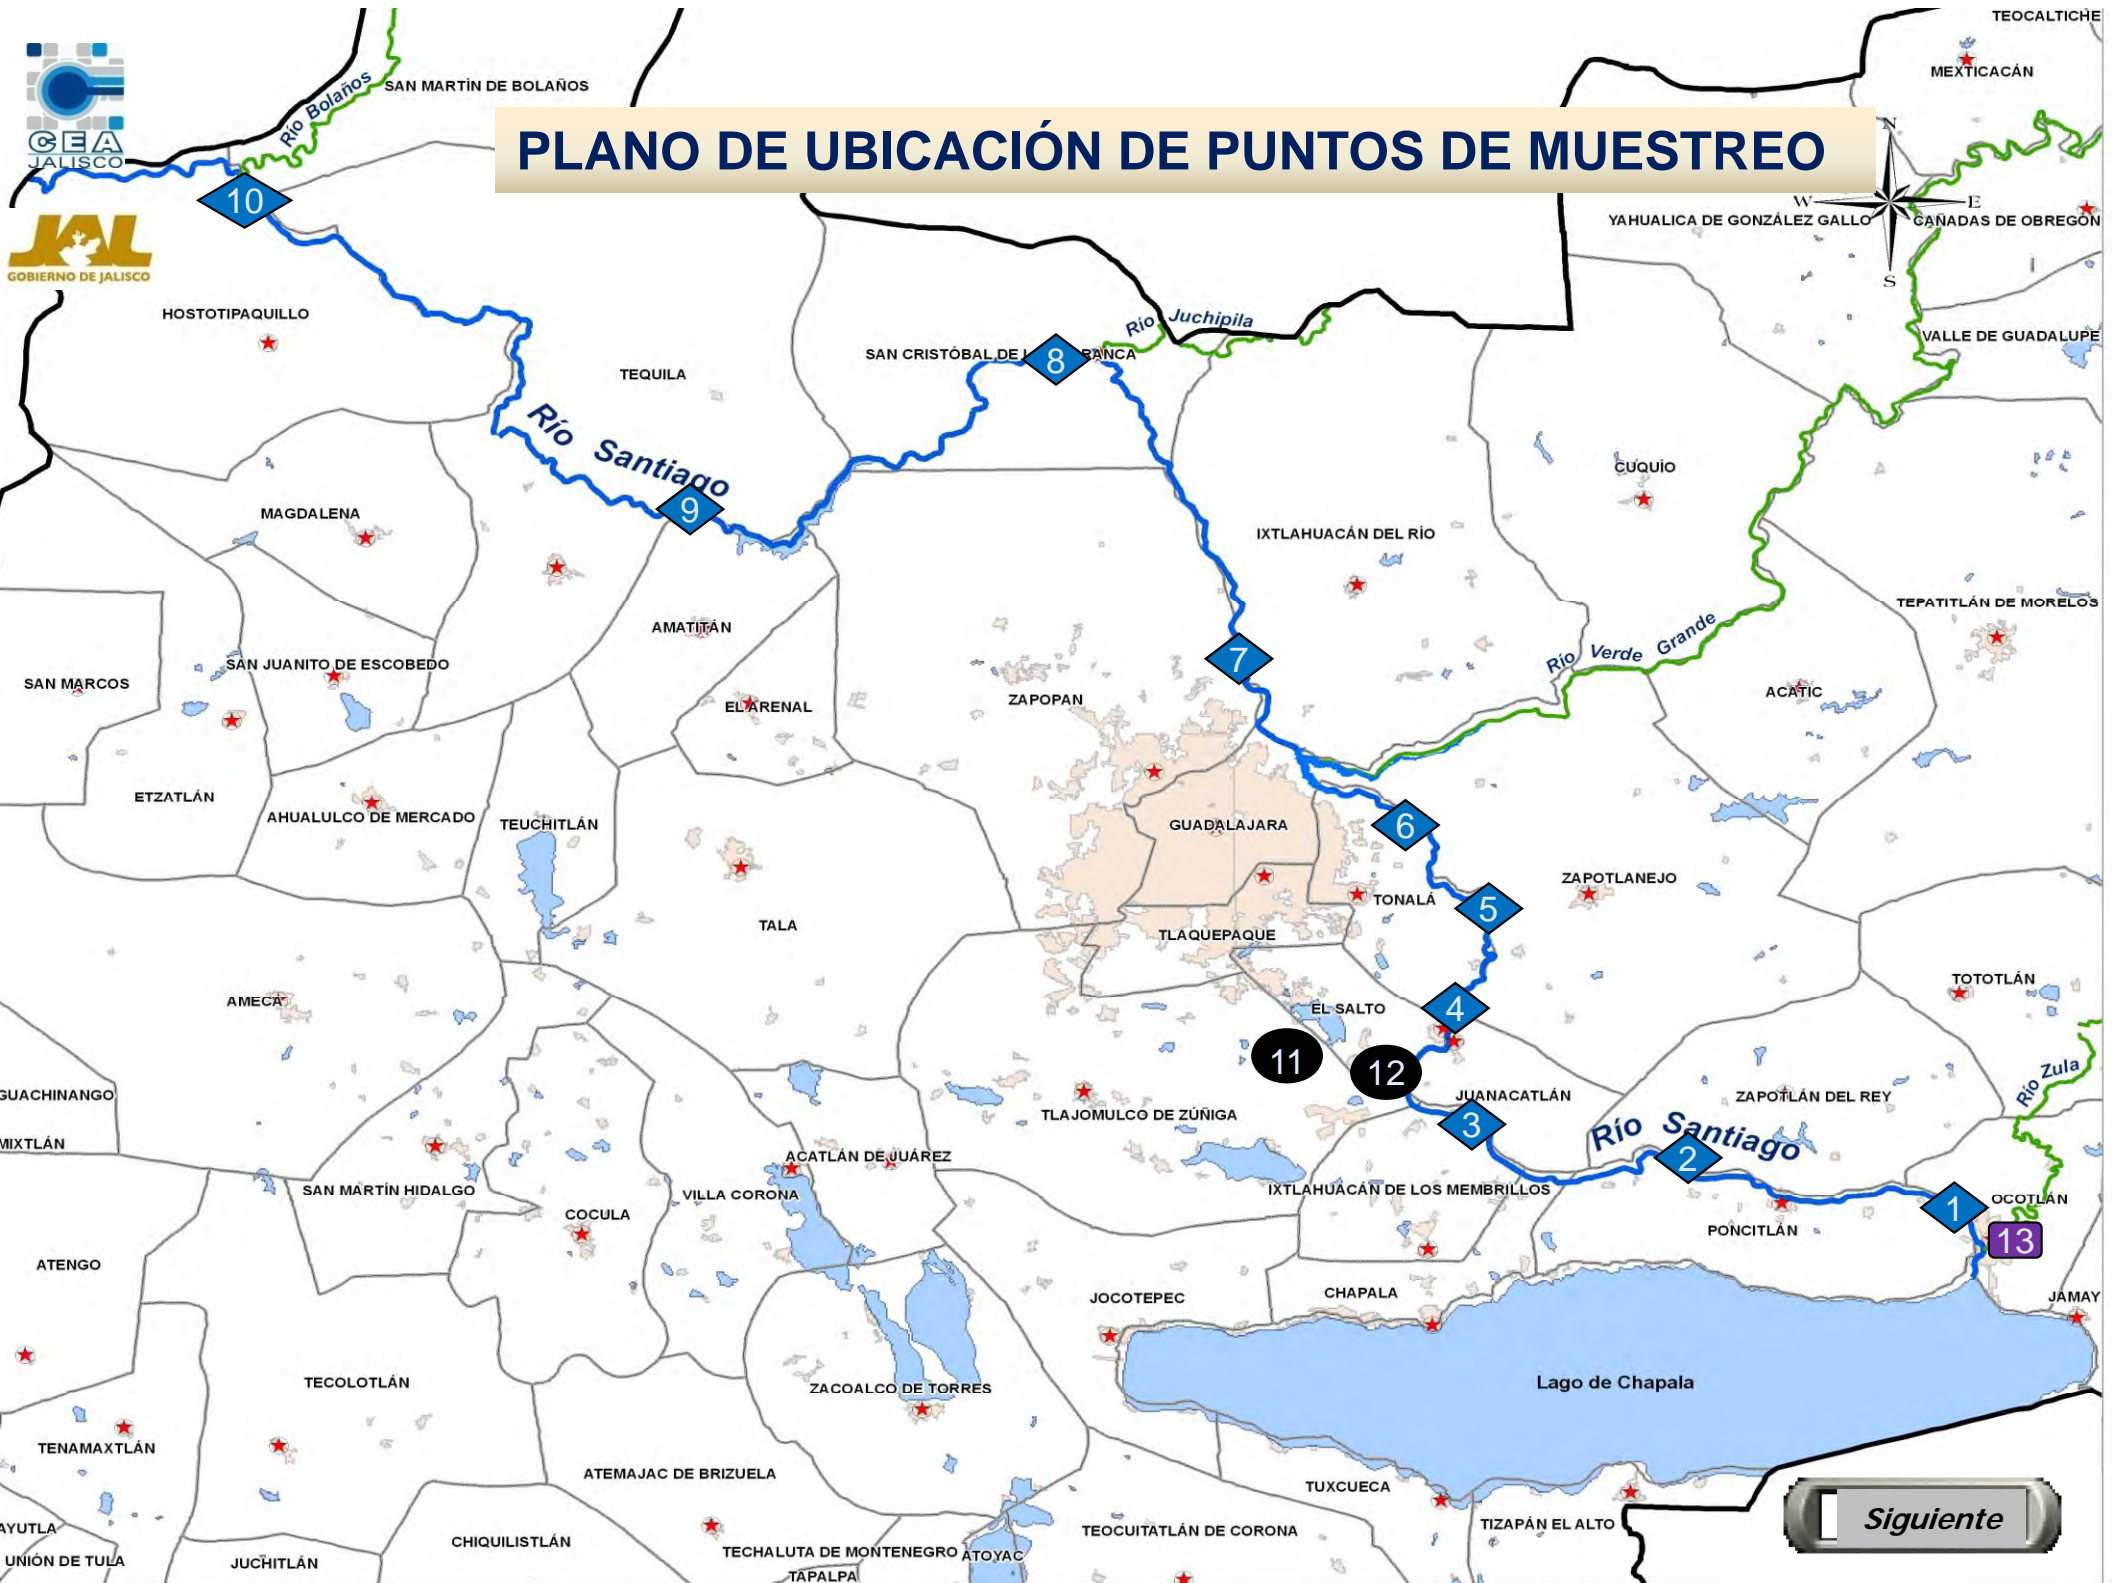 TEOCALTICHE
MEXTICACÁN
SAN MARTÍN DE BOLAÑOS
Río Bolaños
CEA
JALISCO
PLANO DE UBICACIÓN DE PUNTOS DE MUESTREO
N
W
E
S
10
YAHUALICA DE GONZÁLEZ GALLO
CAÑADAS DE OBREGÓN
JAL
GOBIERNO DE JALISCO
HOSTOTIPAQUILLO
Río Juchipila
VALLE DE GUADALUPE
SAN CRISTÓBAL DE
8
RANCA
TEQUILA
Río Santiago
CUQUÍO
MAGDALENA
9
IXTLAHUACÁN DEL RÍO
TEPATITLÁN DE MORELOS
AMATITÁN
Río Verde Grande
SAN JUANITO DE ESCOBEDO
7
SAN MARCOS
ZAPOPAN
ACATIC
EL ARENAL
ETZATLÁN
AHUALULCO DE MERCADO
TEUCHITLÁN
GUADALAJARA
6
ZAPOTLANEJO
TONALÁ
5
TALA
TLAQUEPAQUE
TOTOTLÁN
AMECA
EL SALTO
4
11
12
Río Zula
GUACHINANGO
JUANACATLÁN
ZAPOTLÁN DEL REY
TLAJOMULCO DE ZÚÑIGA
3
Río Santiago
MIXTLÁN
ACATLÁN DE JUÁREZ
2
SAN MARTÍN HIDALGO
VILLA CORONA
IXTLAHUACÁN DE LOS MEMBRILLOS
OCOTLÁN
1
COCULA
PONCITLÁN
13
ATENGO
JOCOTEPEC
CHAPALA
JAMAY
TECOLOTLÁN
ZACOALCO DE TORRES
Lago de Chapala
TENAMAXTLÁN
ATEMAJAC DE BRIZUELA
TUXCUECA
Siguiente
AYUTLA
CHIQUILISTLÁN
TEOCUITATLÁN DE CORONA
TIZAPÁN EL ALTO
UNIÓN DE TULA
JUCHITLÁN
TECHALUTA DE MONTENEGRO
ATOYAC
TAPALPA